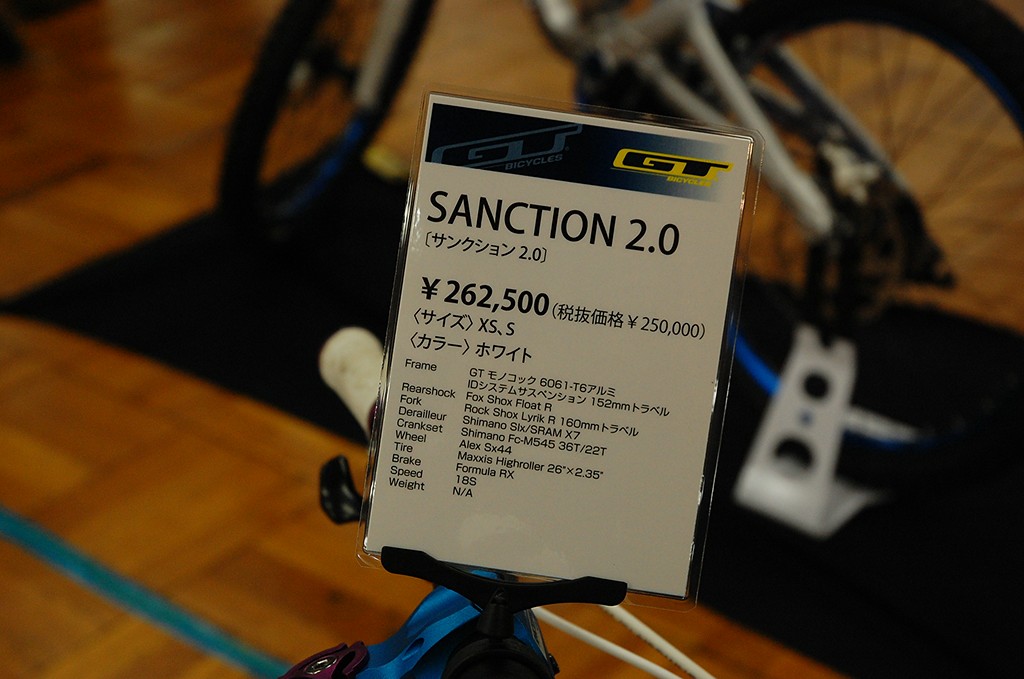 GT BICYCLES GT BICYCLES
SANCTION 2.0
〔サンクション 2.0〕
￥262,500(税抜価格￥250,000)
〈サイズ〉XS、S
〈カラー〉ホワイト
Frame GT モノコック 6061-T6アルミ
IDシステムサスペンション 152mmトラベル
Rearshock Fox Shox Float R
Fork Rock Shox Lyrik R 160mmトラベル
Derailleur Shimano Slx/SRAM X7
Crankset Shimano Fc-M545 36T/22T
Wheel Alex Sx44
Tire Maxxis Highroller 26"×2.35"
Brake Formula RX
Speed 18S
Weight N/A